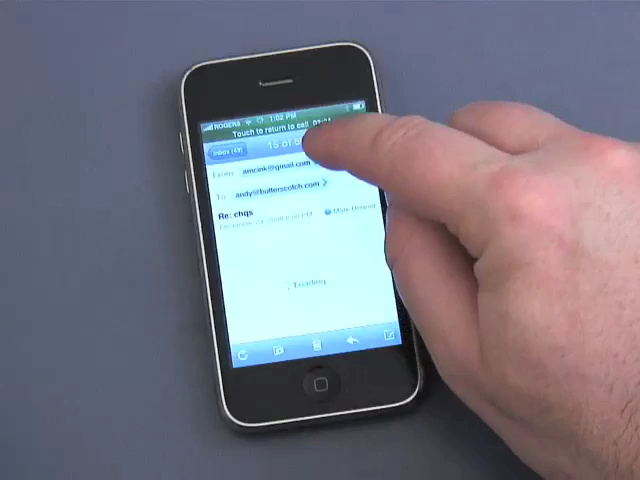 ROGERS 1:02 PM
Touch to return to call
Inbox (49) 15 of
From amcink@gmail.com
To andy@butterscotch.com
Re: chqs
Mark Unread
Loading